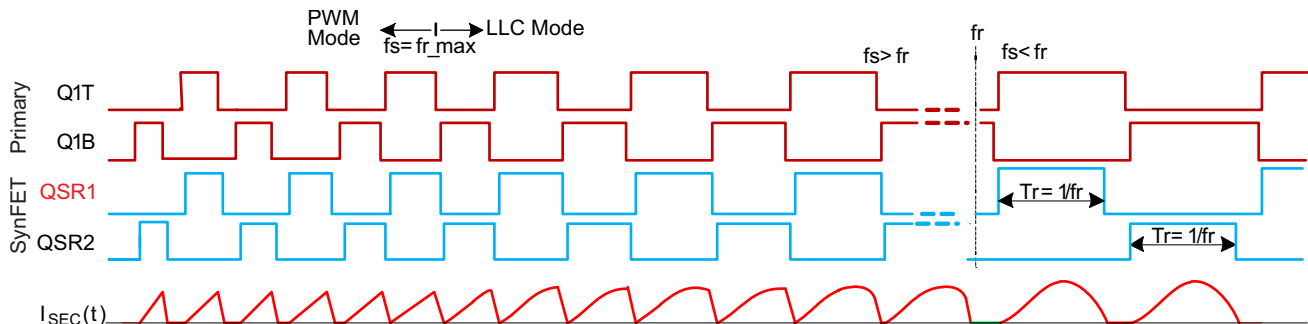 PWM
Mode
LLC Mode
fs= fr_max
fs> fr
fr
fs< fr
Primary
Q1T
Q1B
SynFET
QSR1
Tr= 1/fr
QSR2
Tr= 1/fr
ISEC(t)